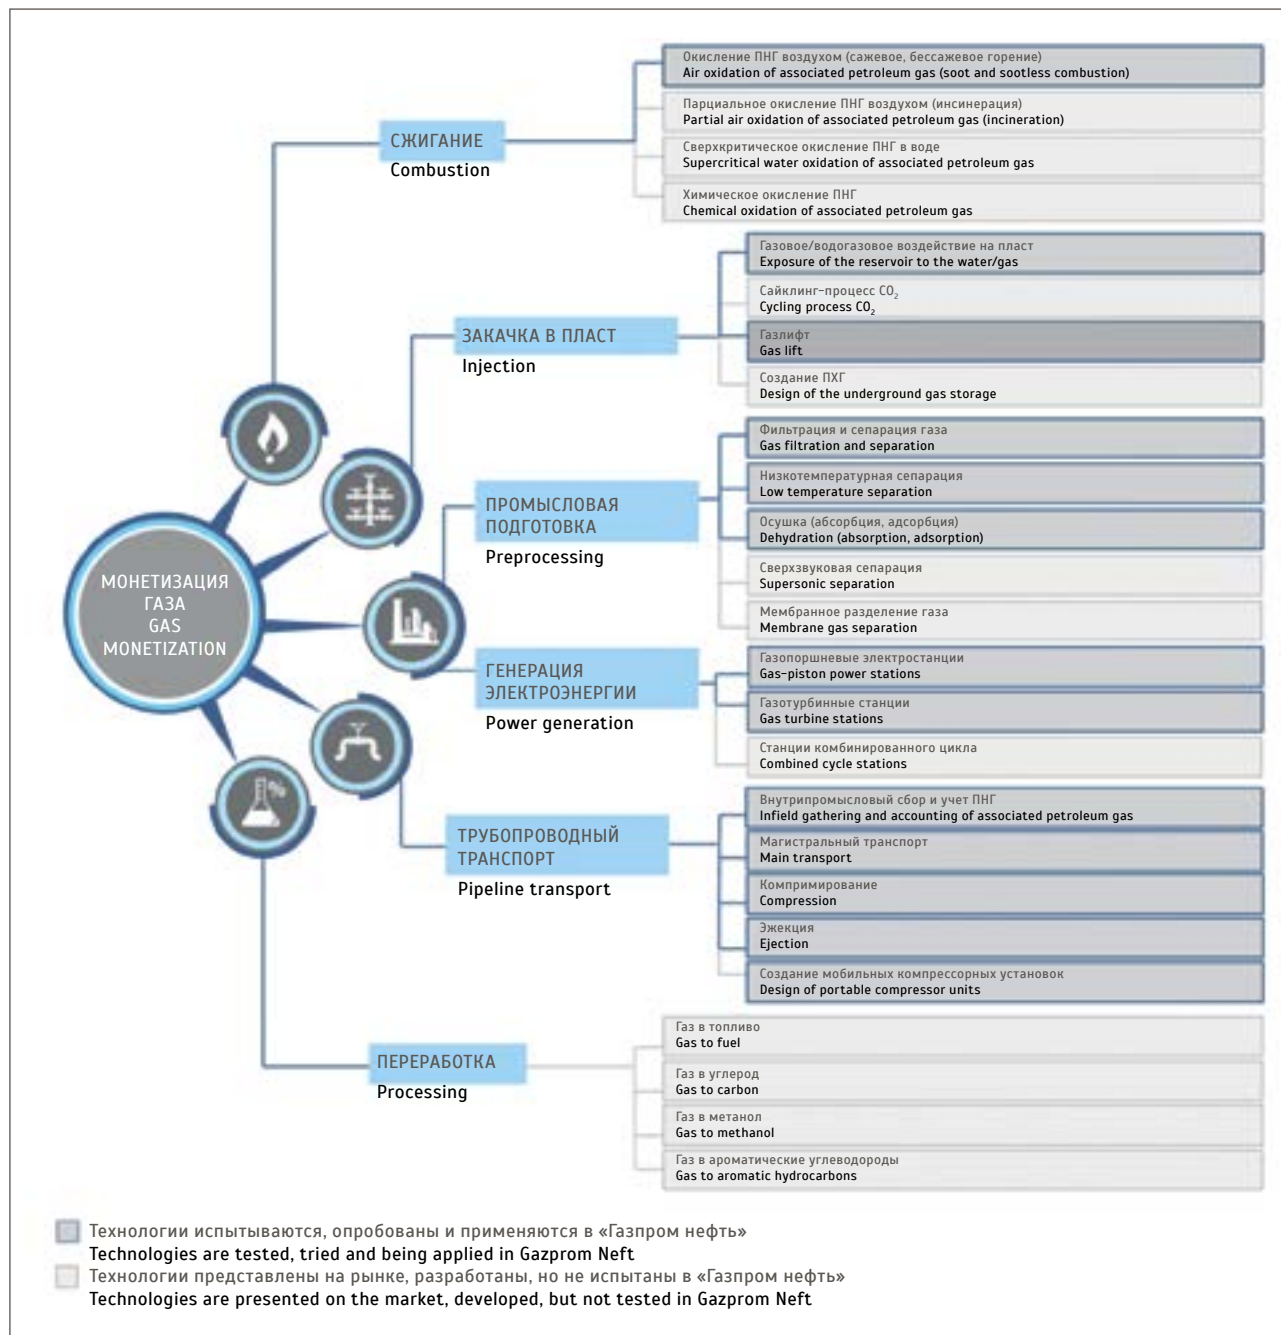 Окисление ПНГ воздухом (сажевое, бессажевое горение)
Air oxidation of associated petroleum gas (soot and sootless combustion)
Парциальное окисление ПНГ воздухом (инсинерация)
Partial air oxidation of associated petroleum gas (incineration)
СЖИГАНИЕ
Combustion
Сверхкритическое окисление ПНГ в воде
Supercritical water oxidation of associated petroleum gas
Химическое окисление ПНГ
Chemical oxidation of associated petroleum gas
Газовое/водогазовое воздействие на пласт
Exposure of the reservoir to the water/gas
Сайклинг-процесс CO₂
Cycling process CO₂
ЗАКАЧКА В ПЛАСТ
Injection
Газлифт
Gas lift
Создание ПХГ
Design of the underground gas storage
Фильтрация и сепарация газа
Gas filtration and separation
Низкотемпературная сепарация
Low temperature separation
ПРОМЫСЛОВАЯ
ПОДГОТОВКА
Preprocessing
Осушка (абсорбция, адсорбция)
Dehydration (absorption, adsorption)
Сверхзвуковая сепарация
Supersonic separation
Мембранное разделение газа
Membrane gas separation
МОНЕТИЗАЦИЯ
ГАЗА
GAS
MONETIZATION
ГЕНЕРАЦИЯ
ЭЛЕКТРОЭНЕРГИИ
Power generation
Газопоршневые электростанции
Gas-piston power stations
Газотурбинные станции
Gas turbine stations
Станции комбинированного цикла
Combined cycle stations
%
Внутрипромысловый сбор и учет ПНГ
Infield gathering and accounting of associated petroleum gas
ТРУБОПРОВОДНЫЙ
ТРАНСПОРТ
Pipeline transport
Магистральный транспорт
Main transport
Компримирование
Compression
Эжекция
Ejection
Создание мобильных компрессорных установок
Design of portable compressor units
Газ в топливо
Gas to fuel
ПЕРЕРАБОТКА
Processing
Газ в углерод
Gas to carbon
Газ в метанол
Gas to methanol
Газ в ароматические углеводороды
Gas to aromatic hydrocarbons
Технологии испытываются, опробованы и применяются в «Газпром нефть»
Technologies are tested, tried and being applied in Gazprom Neft
Технологии представлены на рынке, разработаны, но не испытаны в «Газпром нефть»
Technologies are presented on the market, developed, but not tested in Gazprom Neft